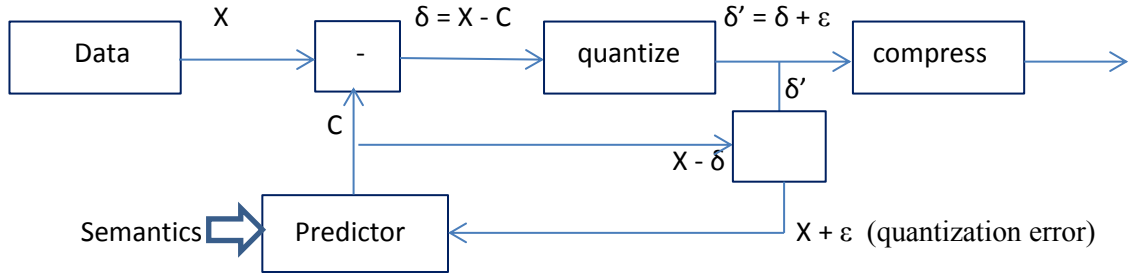 X
δ = X - C
δ’ = δ + ε
Data
-
quantize
compress
δ’
C
X - δ
Semantics
Predictor
X + ε (quantization error)